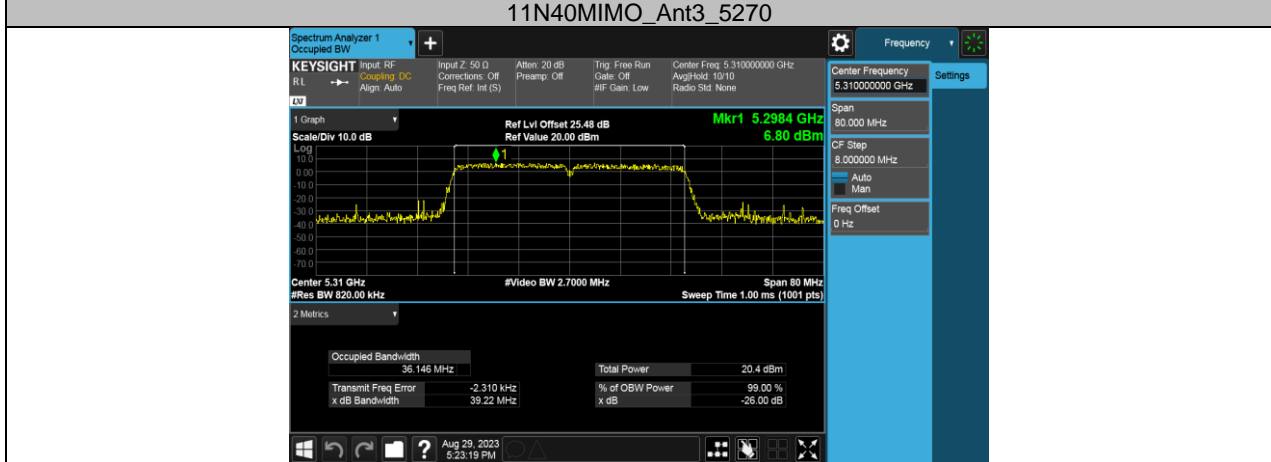 11N40MIMO_Ant3_5270
Spectrum Analyzer 1
Occupied BW
Frequency
KEYSIGHT
RL
LXI
Input: RF
Coupling: DC
Align: Auto
Input Z: 50 Ω
Corrections: Off
Freq Ref: Int (S)
Atten: 20 dB
Preamp: Off
Trig: Free Run
Gate: Off
#IF Gain: Low
Center Freq: 5.310000000 GHz
Avg|Hold: 10/10
Radio Std: None
Center Frequency
5.310000000 GHz
Settings
Span
80.000 MHz
CF Step
8.000000 MHz
Auto
Man
Freq Offset
0 Hz
1 Graph
Scale/Div 10.0 dB
Ref Lvl Offset 25.48 dB
Ref Value 20.00 dBm
Mkr1 5.2984 GHz
6.80 dBm
Log
10.0
0.00
-10.0
-20.0
-30.0
-40.0
-50.0
-60.0
-70.0
1
Center 5.31 GHz
#Video BW 2.7000 MHz
Span 80 MHz
#Res BW 820.00 kHz
Sweep Time 1.00 ms (1001 pts)
2 Metrics
Occupied Bandwidth
36.146 MHz
Total Power 20.4 dBm
Transmit Freq Error -2.310 kHz
% of OBW Power 99.00 %
x dB Bandwidth 39.22 MHz
x dB -26.00 dB
?
Aug 29, 2023
5:23:19 PM